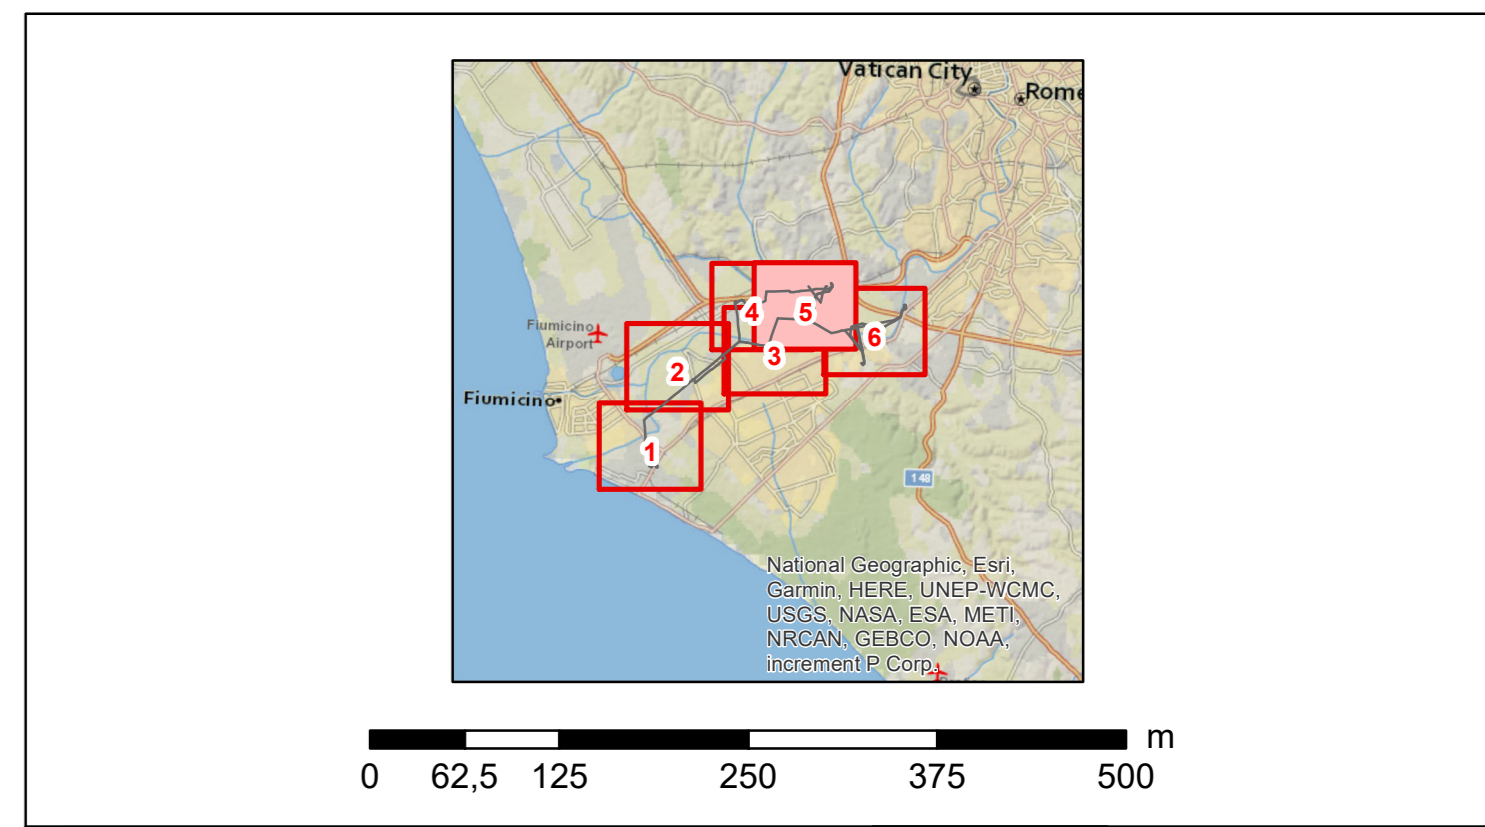 Vatican City
Rome
Fiumicino
Airport
4
5
6
3
2
Fiumicino
1
148
National Geographic, Esri,
Garmin, HERE, UNEP-WCMC,
USGS, NASA, ESA, METI,
NRCAN, GEBCO, NOAA,
increment P Corp.
m
0 62,5 125 250 375 500